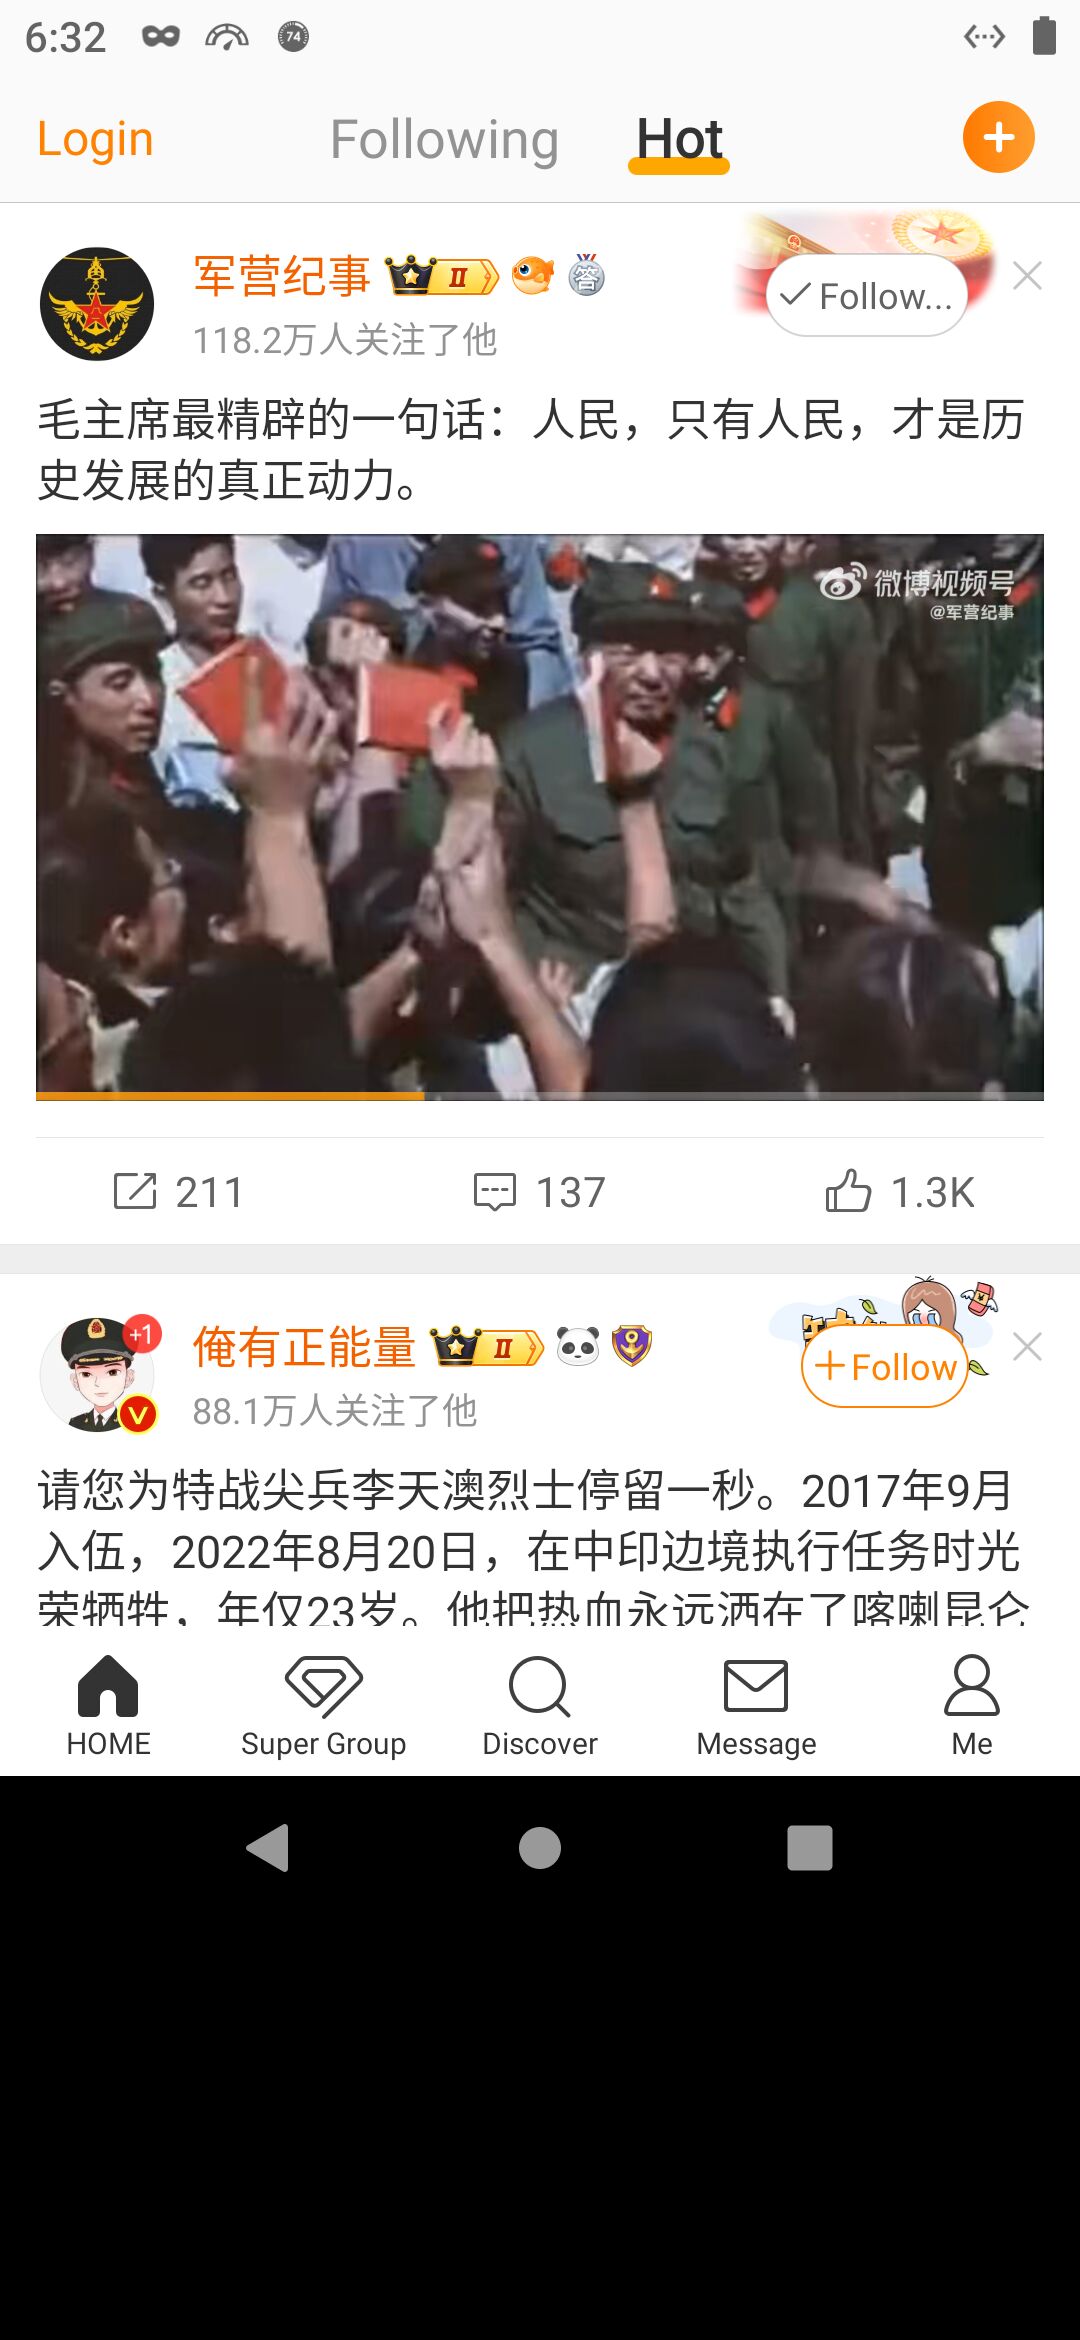 6:32
74
Login
Following
Hot
军营纪事
II
答
Follow...
118.2万人关注了他
毛主席最精辟的一句话：人民，只有人民，才是历
史发展的真正动力。
微博视频号
@军营纪事
211
137
1.3K
+1
俺有正能量
II
+Follow
V
88.1万人关注了他
请您为特战尖兵李天澳烈士停留一秒。2017年9月
入伍，2022年8月20日，在中印边境执行任务时光
荣牺牲，年仅23岁。他把热血永远洒在了喀喇昆仑
HOME
Super Group
Discover
Message
Me